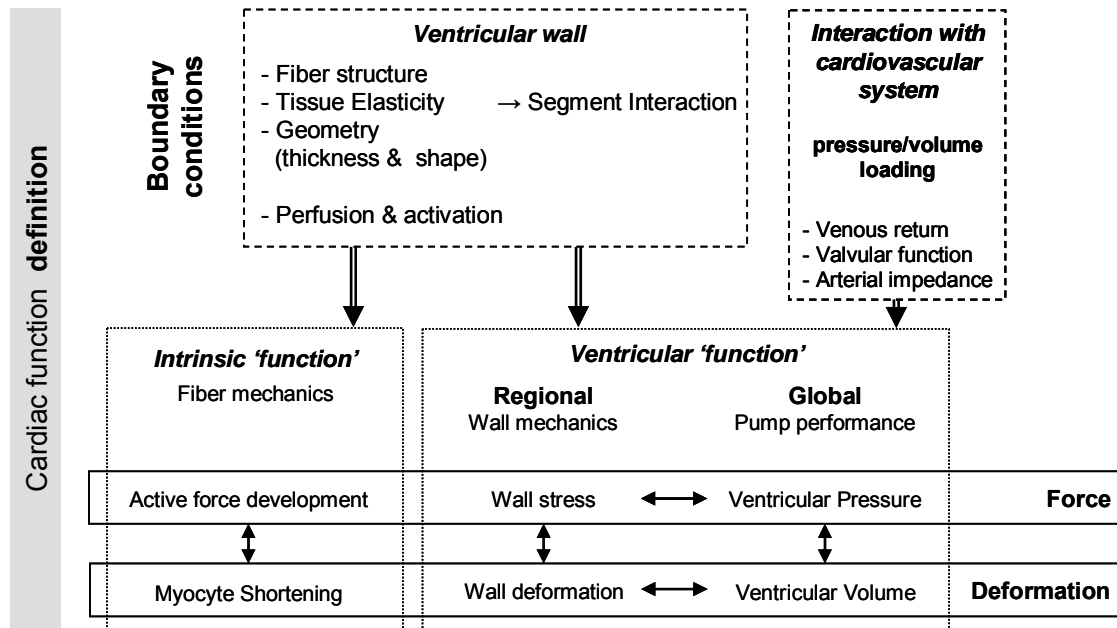 Cardiac function definition
Boundary
conditions
Ventricular wall
- Fiber structure
- Tissue Elasticity → Segment Interaction
- Geometry
(thickness & shape)
- Perfusion & activation
Interaction with
cardiovascular
system
pressure/volume
loading
- Venous return
- Valvular function
- Arterial impedance
Intrinsic ‘function’
Fiber mechanics
Ventricular ‘function’
Regional
Wall mechanics
Global
Pump performance
Active force development
Wall stress
Ventricular Pressure
Force
Myocyte Shortening
Wall deformation
Ventricular Volume
Deformation